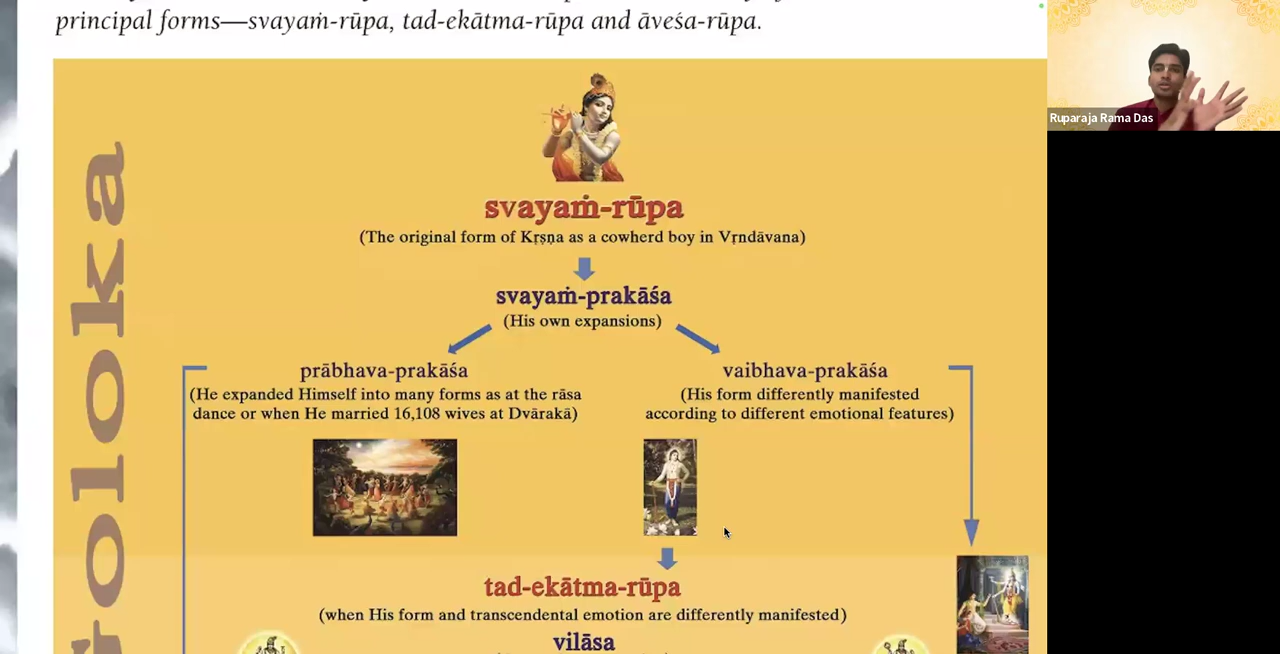 principal forms—svayaṁ-rūpa, tad-ekātma-rūpa and āveśa-rūpa.
Ruparaja Rama Das
Goloka
svayaṁ-rūpa
(The original form of Kṛṣṇa as a cowherd boy in Vṛndāvana)
svayaṁ-prakāśa
(His own expansions)
prābhava-prakāśa
(He expanded Himself into many forms as at the rāsa
dance or when He married 16,108 wives at Dvārakā)
vaibhava-prakāśa
(His form differently manifested
according to different emotional features)
tad-ekātma-rūpa
(when His form and transcendental emotion are differently manifested)
vilāsa